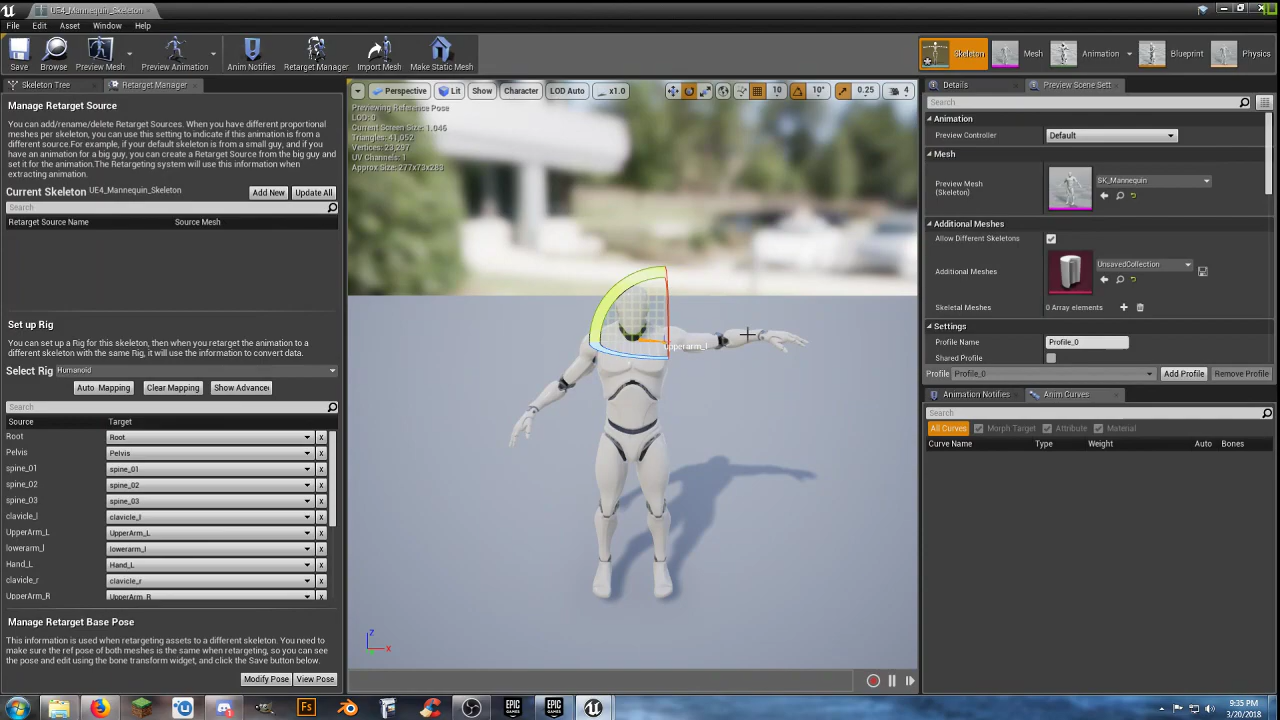 UE4_Mannequin_Skeleton
File Edit Asset Window Help
Save Browse Preview Mesh Preview Animation Anim Notifies Retarget Manager Import Mesh Make Static Mesh
Skeleton Mesh Animation Blueprint Physics
Skeleton Tree Retarget Manager
Manage Retarget Source
You can add/rename/delete Retarget Sources. When you have different proportional
meshes per skeleton, you can use this setting to indicate if this animation is from a
different source.For example, if your default skeleton is from a small guy, and if you
have an animation for a big guy, you can create a Retarget Source from the big guy and
set it for the animation.The Retargeting system will use this information when
extracting animation.
Current Skeleton UE4_Mannequin_Skeleton Add New Update All
Search
Retarget Source Name Source Mesh
Set up Rig
You can set up a Rig for this skeleton, then when you retarget the animation to a
different skeleton with the same Rig, it will use the information to convert data.
Select Rig Humanoid
Auto Mapping Clear Mapping Show Advanced
Search
Source Target
Root Root x
Pelvis Pelvis x
spine_01 spine_01 x
spine_02 spine_02 x
spine_03 spine_03 x
clavicle_l clavicle_l x
UpperArm_L UpperArm_L x
lowerarm_l lowerarm_l x
Hand_L Hand_L x
clavicle_r clavicle_r x
UpperArm_R UpperArm_R x
Manage Retarget Base Pose
This information is used when retargeting assets to a different skeleton. You need to
make sure the ref pose of both meshes is the same when retargeting, so you can see
the pose and edit using the bone transform widget, and click the Save button below.
Modify Pose View Pose
Perspective Lit Show Character LOD Auto x1.0 10 10° 0.25 4
Previewing Reference Pose
LOD: 0
Current Screen Size: 1.046
Triangles: 41,052
Vertices: 23,297
UV Channels: 1
Approx Size: 277x73x283
upperarm_l
Z
X
Details Preview Scene Sett
Search
Animation
Preview Controller Default
Mesh
Preview Mesh
(Skeleton)
SK_Mannequin
Additional Meshes
Allow Different Skeletons
Additional Meshes UnsavedCollection
Skeletal Meshes 0 Array elements
Settings
Profile Name Profile_0
Shared Profile
Profile Profile_0 Add Profile Remove Profile
Animation Notifies Anim Curves
Search
All Curves Morph Target Attribute Material
Curve Name Type Weight Auto Bones
Fs
EPIC GAMES
EPIC GAMES
9:35 PM
3/20/2018